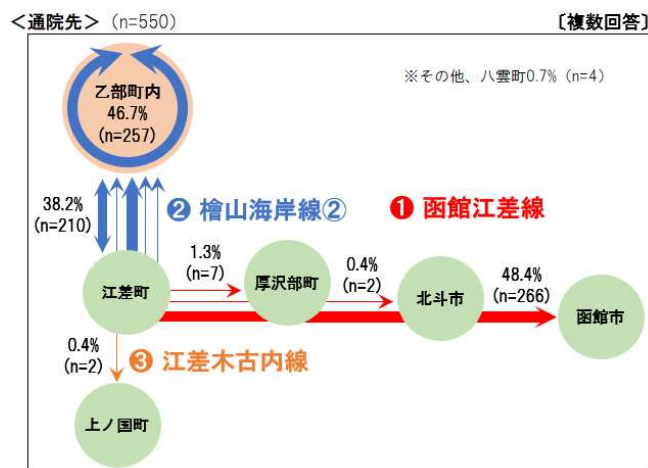 ＜通院先＞（n=550）
〔複数回答〕
※その他、八雲町0.7%（n=4）
乙部町内
46.7%
(n=257)
38.2%
(n=210)
❷ 檜山海岸線②
❶ 函館江差線
1.3%
(n=7)
0.4%
(n=2)
48.4%
(n=266)
江差町
厚沢部町
北斗市
函館市
0.4%
(n=2)
❸ 江差木古内線
上ノ国町